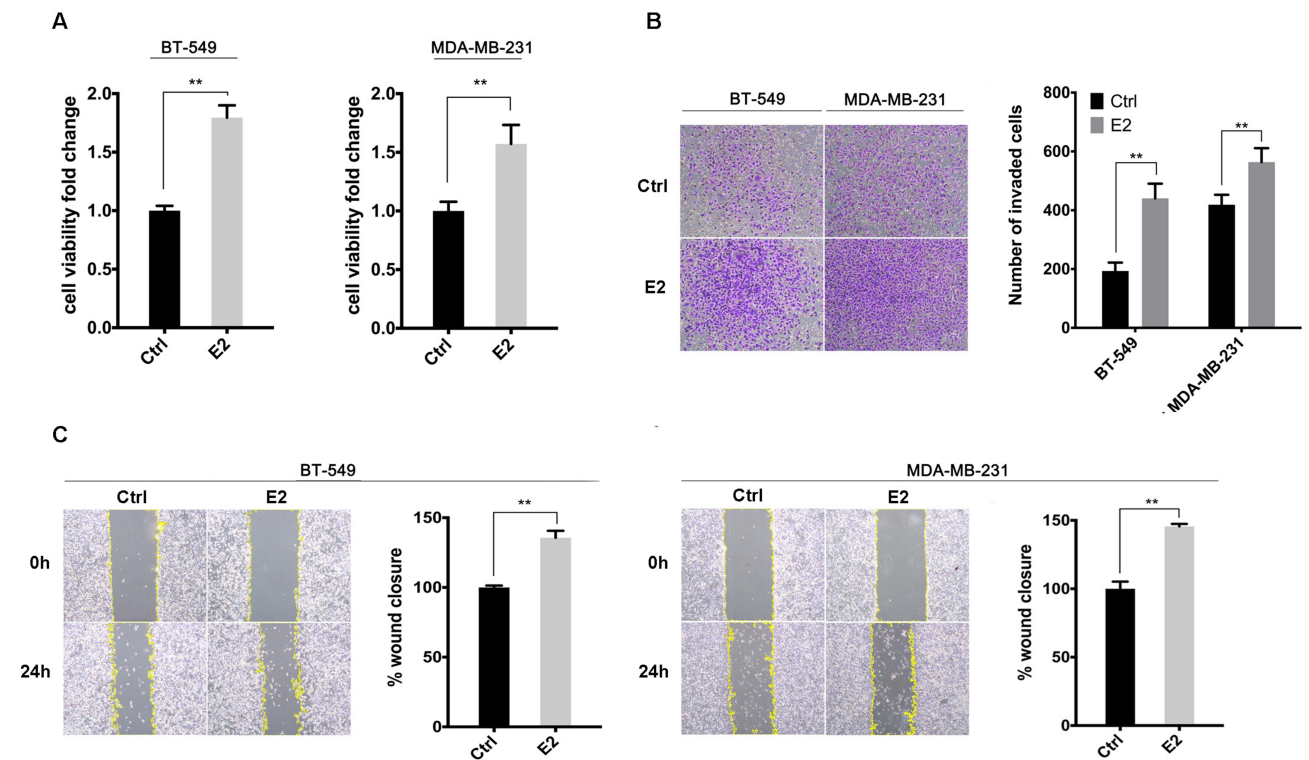 A
BT-549
**
cell viability fold change
2.0
1.5
1.0
0.5
0.0
Ctrl
E2
MDA-MB-231
**
cell viability fold change
2.0
1.5
1.0
0.5
0.0
Ctrl
E2
B
BT-549
MDA-MB-231
Ctrl
E2
Number of invaded cells
800
600
400
200
0
Ctrl
E2
**
**
BT-549
MDA-MB-231
C
BT-549
Ctrl
E2
0h
24h
% wound closure
150
100
50
0
**
Ctrl
E2
MDA-MB-231
Ctrl
E2
0h
24h
% wound closure
150
100
50
0
**
Ctrl
E2